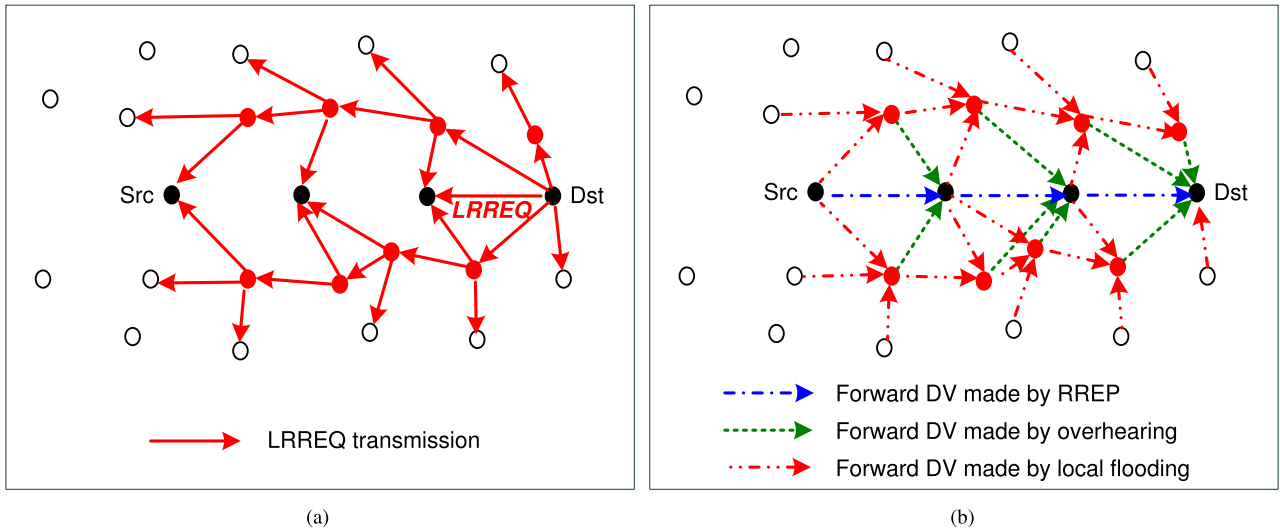 Src
LRREQ
Dst
LRREQ transmission
(a)
Src
Dst
Forward DV made by RREP
Forward DV made by overhearing
Forward DV made by local flooding
(b)